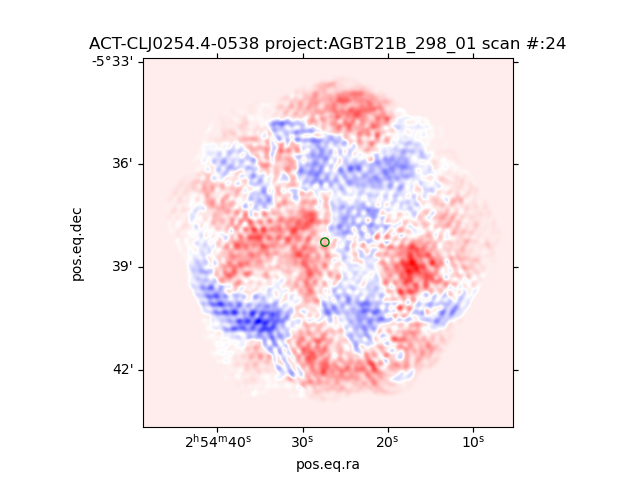 ACT-CLJ0254.4-0538 project:AGBT21B_298_01 scan #:24
-5°33'
36'
39'
42'
pos.eq.dec
2ʰ54ᵐ40ˢ 30ˢ 20ˢ 10ˢ
pos.eq.ra